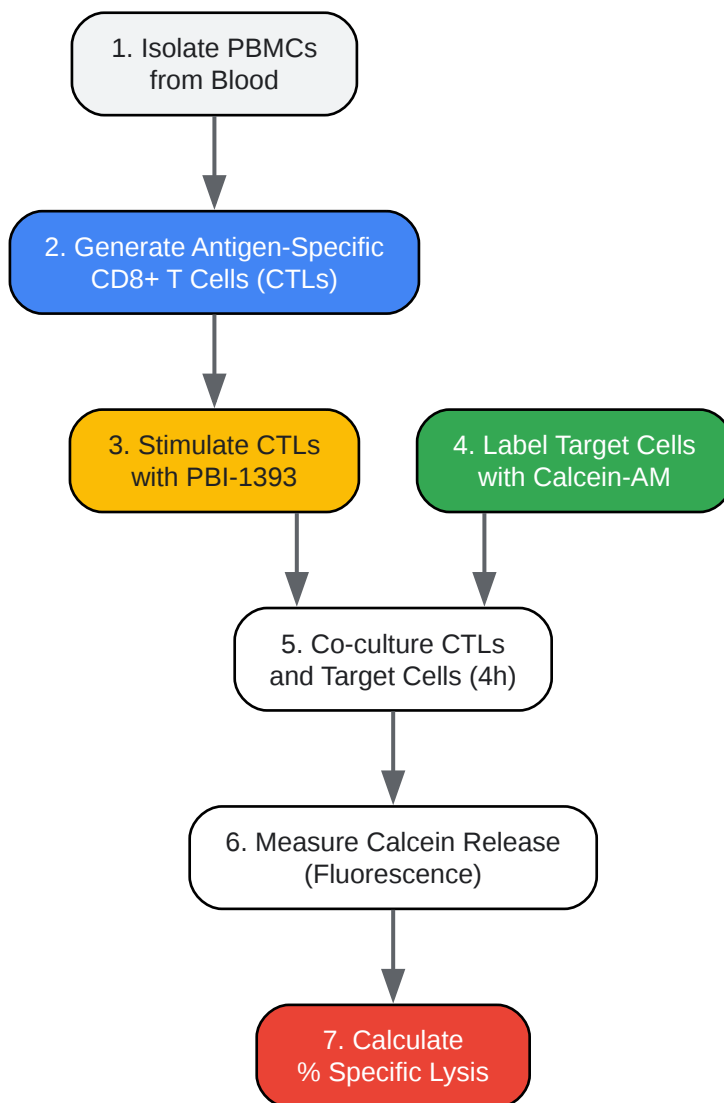 1. Isolate PBMCs
from Blood
2. Generate Antigen-Specific
CD8+ T Cells (CTLs)
3. Stimulate CTLs
with PBI-1393
4. Label Target Cells
with Calcein-AM
5. Co-culture CTLs
and Target Cells (4h)
6. Measure Calcein Release
(Fluorescence)
7. Calculate
% Specific Lysis